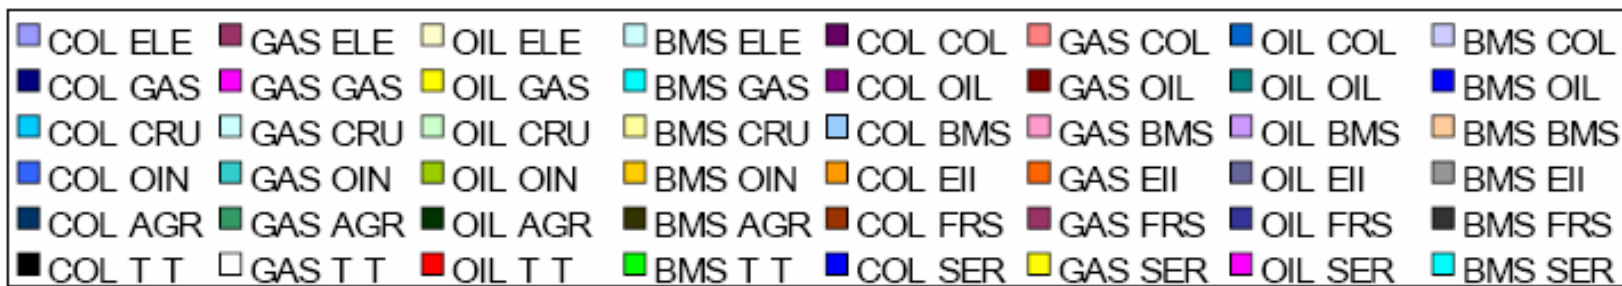 COL ELE GAS ELE OIL ELE BMS ELE COL COL GAS COL OIL COL BMS COL
COL GAS GAS GAS OIL GAS BMS GAS COL OIL GAS OIL OIL OIL BMS OIL
COL CRU GAS CRU OIL CRU BMS CRU COL BMS GAS BMS OIL BMS BMS BMS
COL OIN GAS OIN OIL OIN BMS OIN COL EII GAS EII OIL EII BMS EII
COL AGR GAS AGR OIL AGR BMS AGR COL FRS GAS FRS OIL FRS BMS FRS
COL T T GAS T T OIL T T BMS T T COL SER GAS SER OIL SER BMS SER